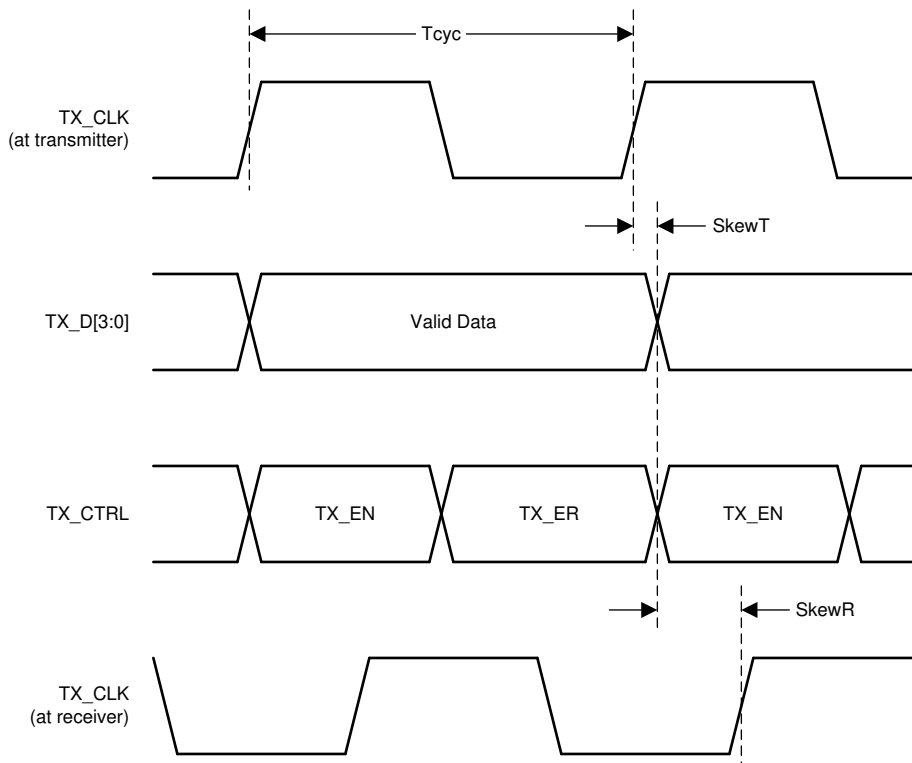 Tcyc
TX_CLK
(at transmitter)
SkewT
TX_D[3:0]
Valid Data
TX_CTRL
TX_EN
TX_ER
TX_EN
SkewR
TX_CLK
(at receiver)